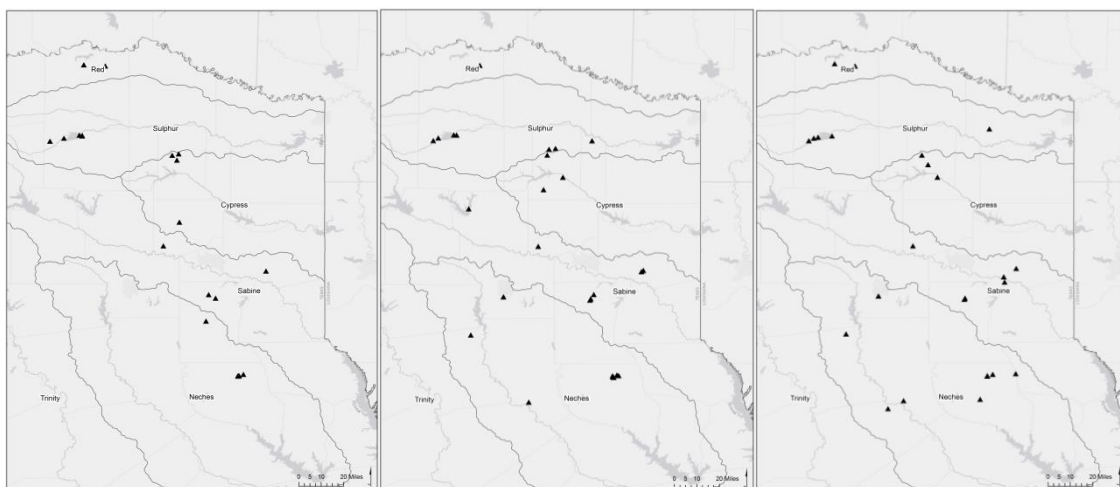 Red
Sulphur
Cypress
Sabine
Trinity
Neches
0 5 10 20 Miles
Red
Sulphur
Cypress
Sabine
Trinity
Neches
0 5 10 20 Miles
Red
Sulphur
Cypress
Sabine
Trinity
Neches
0 5 10 20 Miles